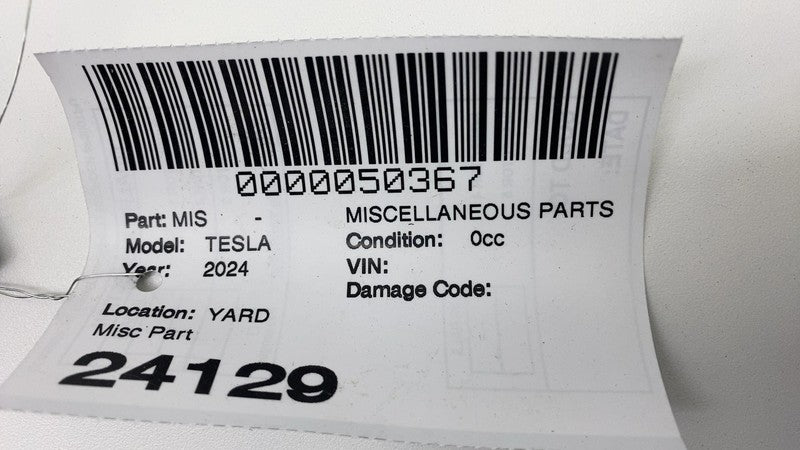 0000050367
Part: MIS - MISCELLANEOUS PARTS
Model: TESLA Condition: 0cc
Year: 2024 VIN:
Damage Code:
Location: YARD
Misc Part
24129
DATE: